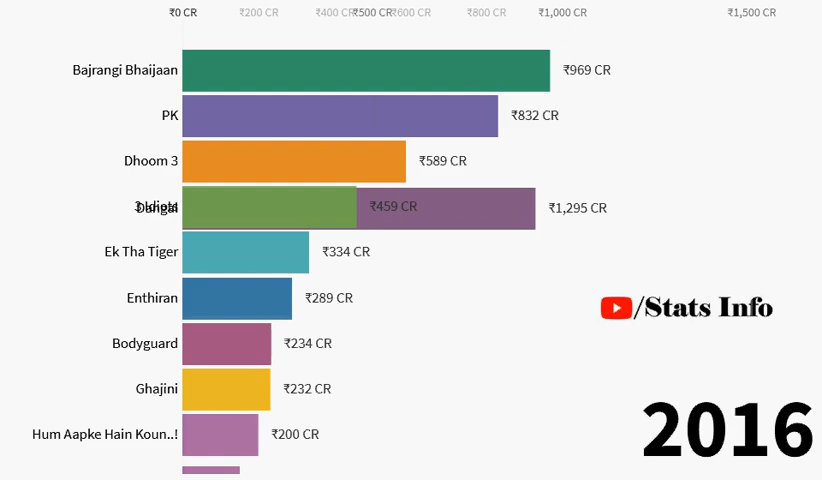 ₹0 CR ₹200 CR ₹400 CR ₹500 CR ₹600 CR ₹800 CR ₹1,000 CR ₹1,500 CR
Bajrangi Bhaijaan ₹969 CR
PK ₹832 CR
Dhoom 3 ₹589 CR
3 Idiots ₹459 CR
Dangal ₹1,295 CR
Ek Tha Tiger ₹334 CR
Enthiran ₹289 CR
/Stats Info
Bodyguard ₹234 CR
Ghajini ₹232 CR
Hum Aapke Hain Koun..! ₹200 CR
2016